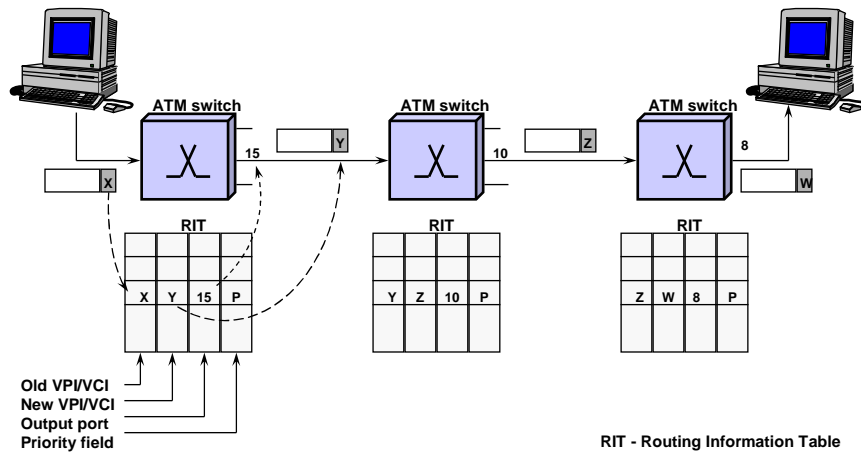 ATM switch ATM switch ATM switch
15 Y 10 Z 8
X W
RIT RIT RIT
X Y 15 P Y Z 10 P Z W 8 P
Old VPI/VCI
New VPI/VCI
Output port
Priority field
RIT - Routing Information Table